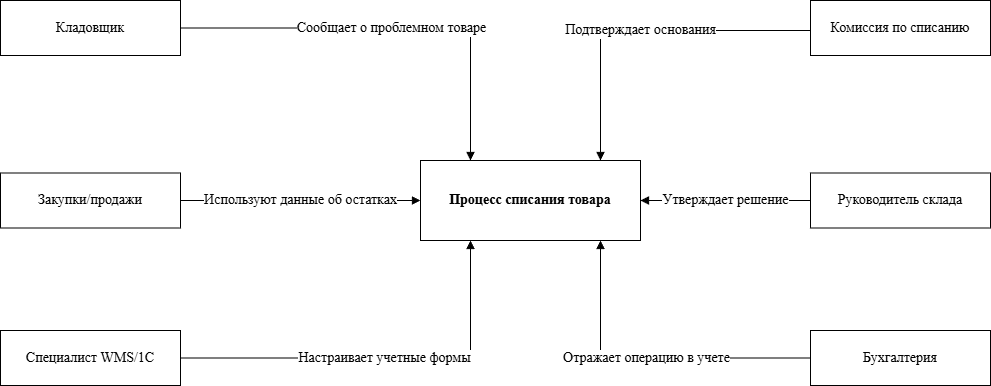 Кладовщик
Сообщает о проблемном товаре
Подтверждает основания
Комиссия по списанию
Закупки/продажи
Используют данные об остатках
Процесс списания товара
Утверждает решение
Руководитель склада
Специалист WMS/1С
Настраивает учетные формы
Отражает операцию в учете
Бухгалтерия